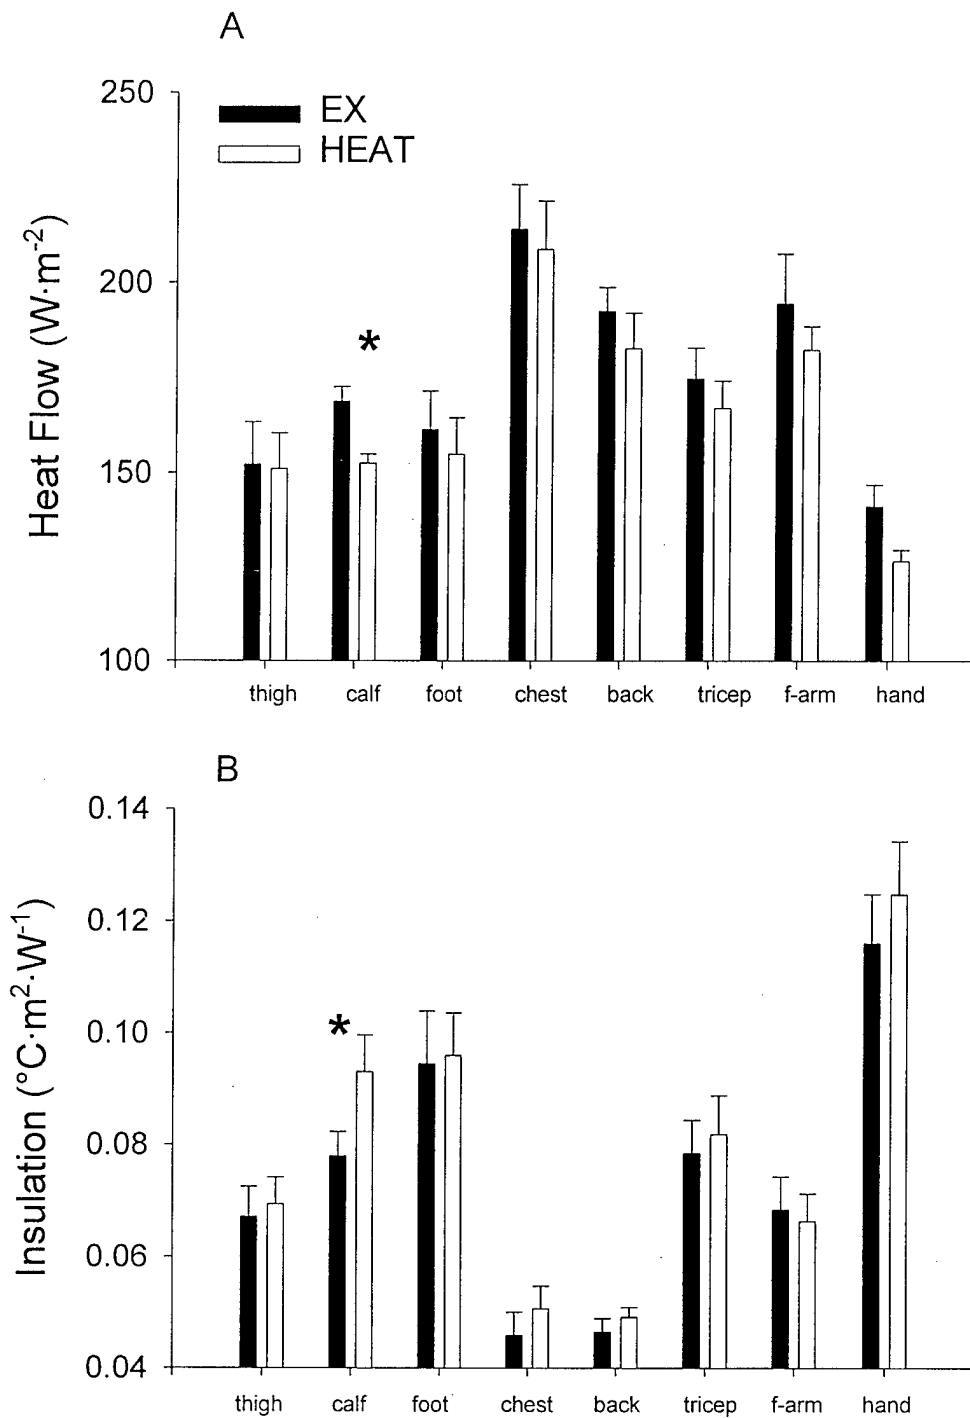 A
250
EX
HEAT
200
*
150
100
Heat Flow (W·m⁻²)
thigh calf foot chest back tricep f-arm hand
B
0.14
0.12
0.10
*
0.08
0.06
0.04
Insulation (°C·m²·W⁻¹)
thigh calf foot chest back tricep f-arm hand